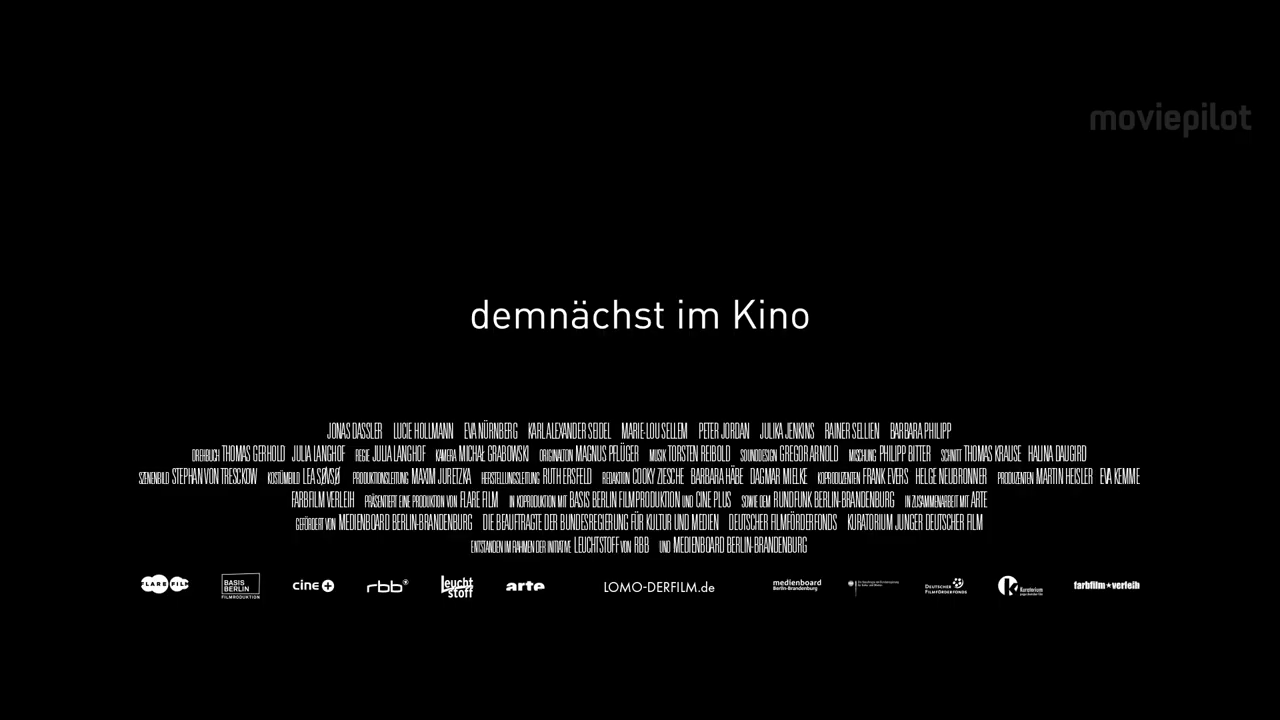 moviepilot
demnächst im Kino
JONAS DASSLER LUCIE HOLLMANN EVA NÜRNBERG KARL ALEXANDER SEIDEL MARIE-LOU SELLEM PETER JORDAN JULIKA JENKINS RAINER SELLIEN BARBARA PHILIPP
DREHBUCH THOMAS GERHOLD JULIA LANGHOF REGIE JULIA LANGHOF KAMERA MICHAŁ GRABOWSKI ORIGINALTON MAGNUS PFLÜGER MUSIK TORSTEN REIBOLD SOUNDDESIGN GREGOR ARNOLD MISCHUNG PHILIPP BITTER SCHNITT THOMAS KRAUSE HALINA DAUGIRD
SZENENBILD STEPHAN VON TRESCKOW KOSTÜMBILD LEA SØVSØ PRODUKTIONSLEITUNG MAXIM JURETZKA HERSTELLUNGSLEITUNG RUTH ERSFELD REDAKTION COOKY ZIESCHE BARBARA HÄBE DAGMAR MIELKE KOPRODUZENTEN FRANK EVERS HELGE NEUBRONNER PRODUZENTEN MARTIN HEISLER EVA KEMME
FARBFILM VERLEIH PRÄSENTIERT EINE PRODUKTION VON FLARE FILM IN KOPRODUKTION MIT BASIS BERLIN FILMPRODUKTION UND CINE PLUS SOWIE DEM RUNDFUNK BERLIN-BRANDENBURG IN ZUSAMMENARBEIT MIT ARTE
GEFÖRDERT VON MEDIENBOARD BERLIN-BRANDENBURG DIE BEAUFTRAGTE DER BUNDESREGIERUNG FÜR KULTUR UND MEDIEN DEUTSCHER FILMFÖRDERFONDS KURATORIUM JUNGER DEUTSCHER FILM
ENTSTANDEN IM RAHMEN DER INITIATIVE LEUCHTSTOFF VON RBB UND MEDIENBOARD BERLIN-BRANDENBURG
FLARE FILM
BASIS
BERLIN
FILMPRODUKTION
cine+
rbb
leucht
stoff
arte
LOMO-DERFILM.de
medienboard
Berlin-Brandenburg
DEUTSCHER
FILMFÖRDERFONDS
Kuratorium
junger deutscher Film
farbfilm★verleih